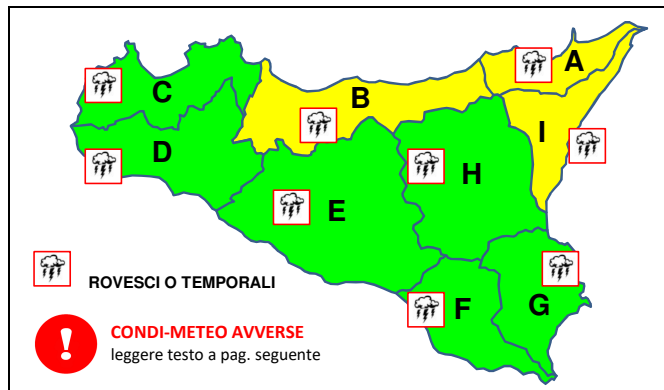 A
B
C
I
D
H
E
ROVESCI O TEMPORALI
F
G
!
CONDI-METEO AVVERSE
leggere testo a pag. seguente